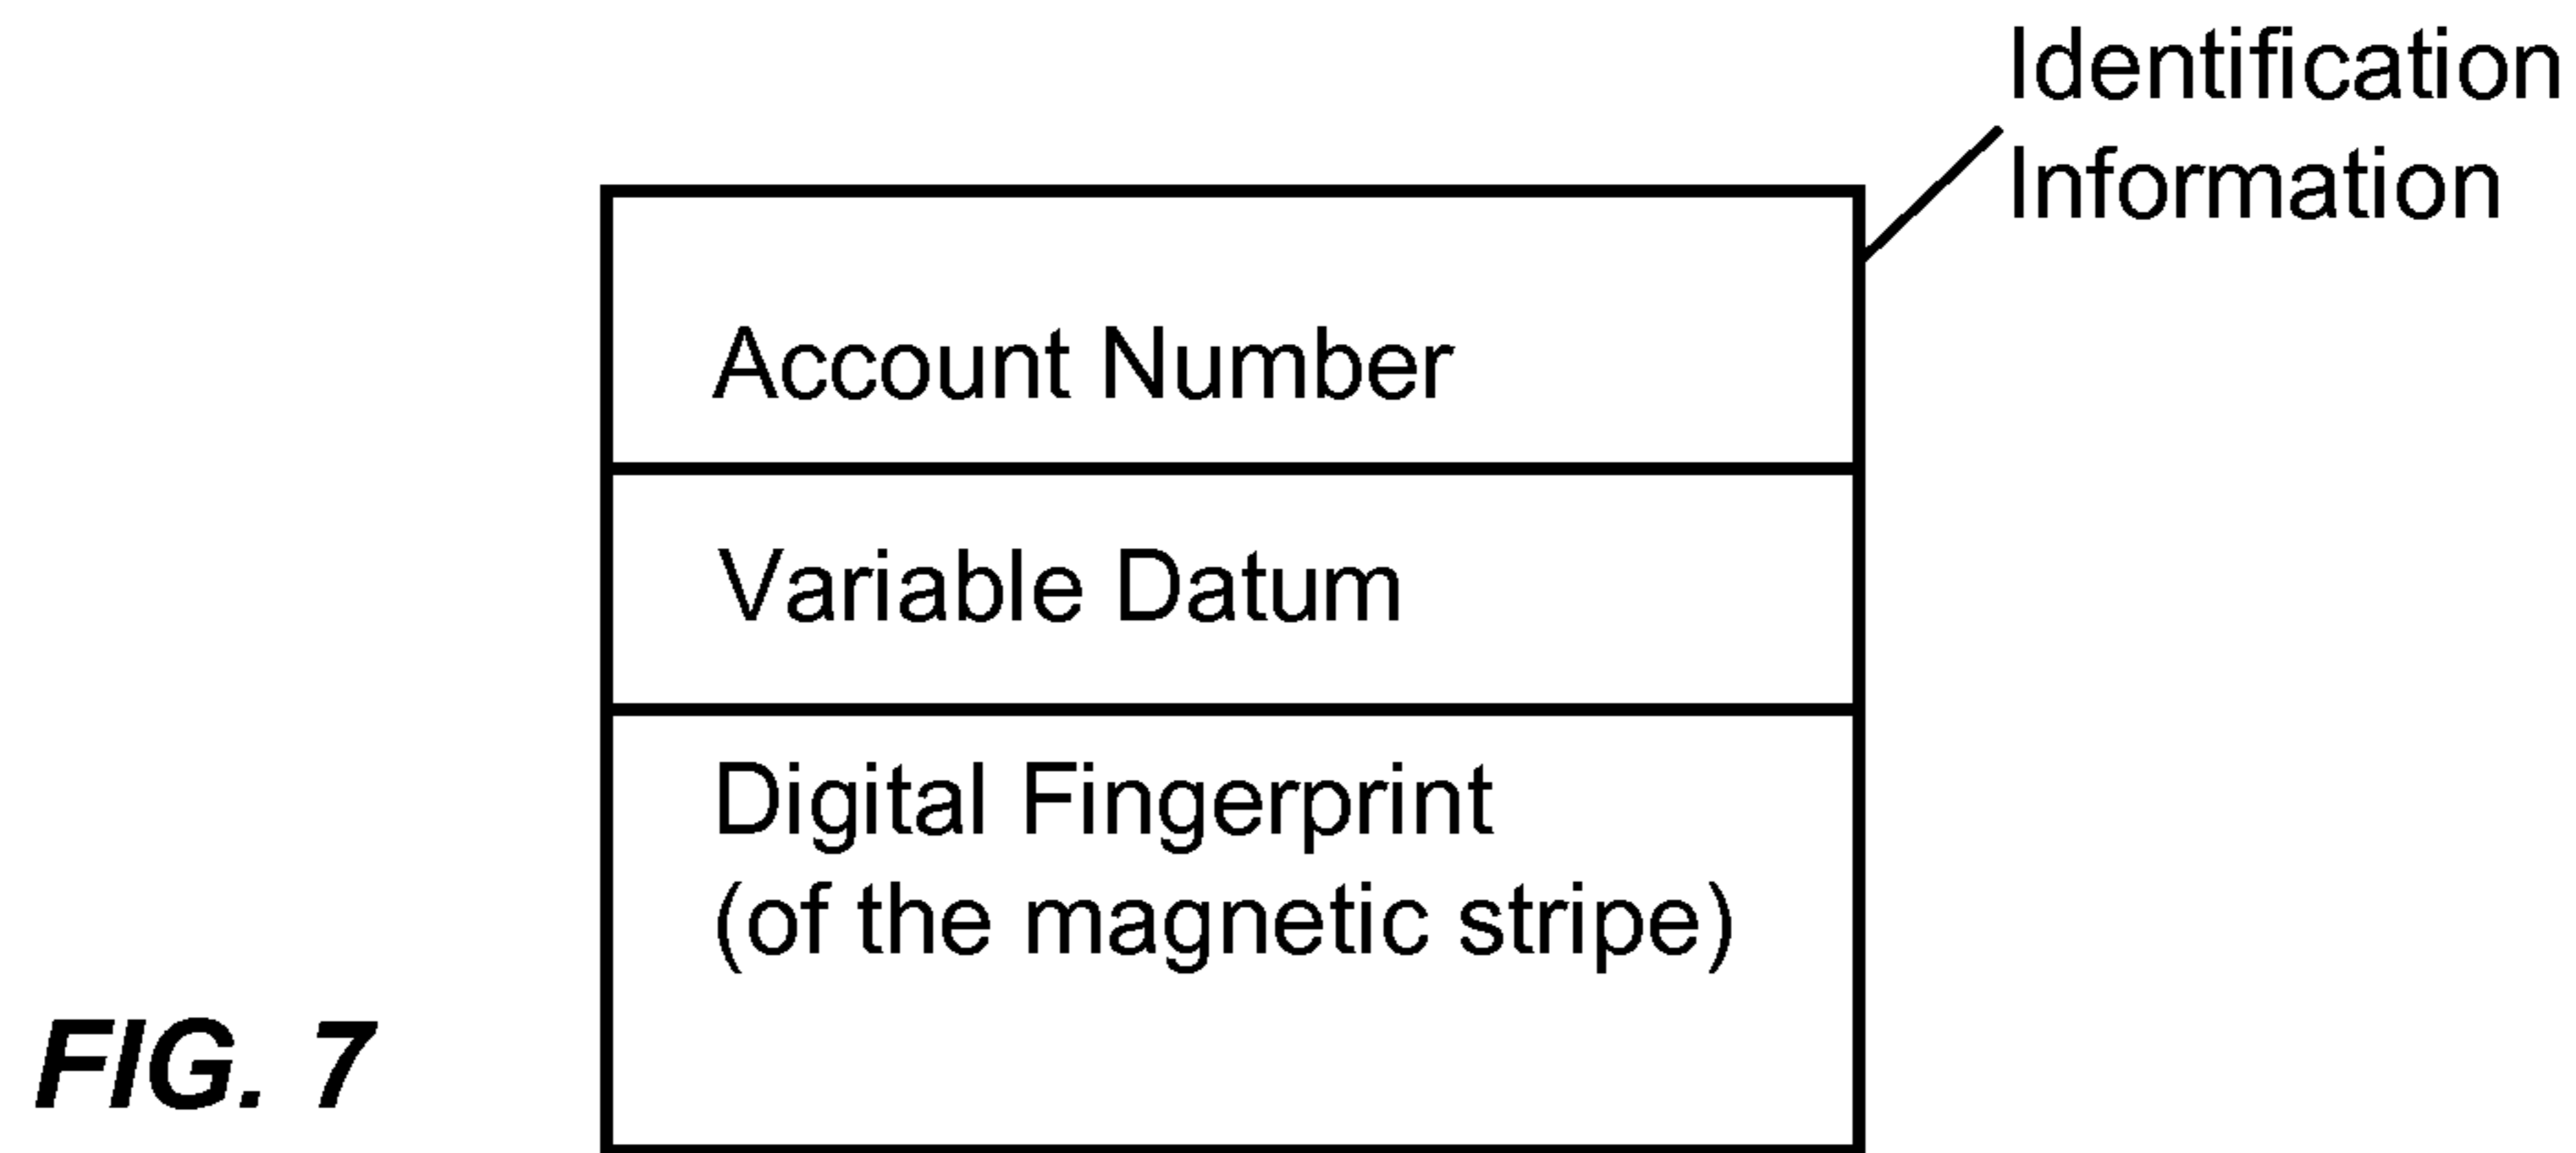 Identification
Information
Account Number
Variable Datum
Digital Fingerprint
(of the magnetic stripe)
FIG. 7